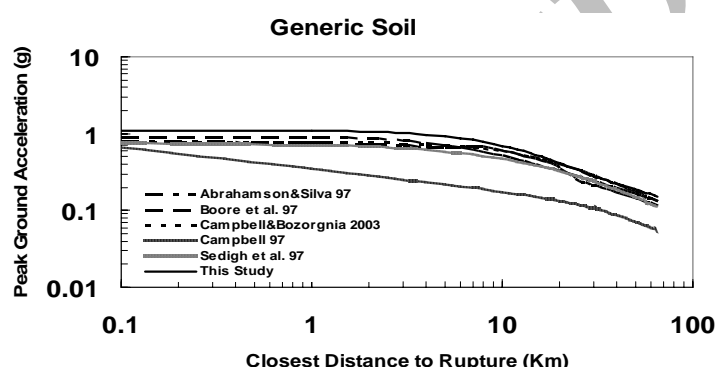 Generic Soil
Peak Ground Acceleration (g)
10
1
0.1
0.01
Abrahamson&Silva 97
Boore et al. 97
Campbell&Bozorgnia 2003
Campbell 97
Sedigh et al. 97
This Study
0.1
1
10
100
Closest Distance to Rupture (Km)